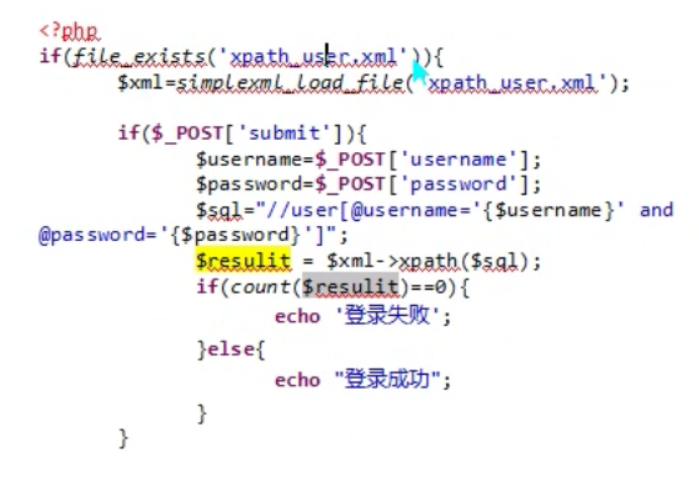 <?php
if(file_exists('xpath_user.xml')){
$xml=simplexml_load_file('xpath_user.xml');
if($_POST['submit']){
$username=$_POST['username'];
$password=$_POST['password'];
$sql="//user[@username='{$username}' and
@password='{$password}']";
$resulit = $xml->xpath($sql);
if(count($resulit)==0){
echo '登录失败';
}else{
echo "登录成功";
}
}